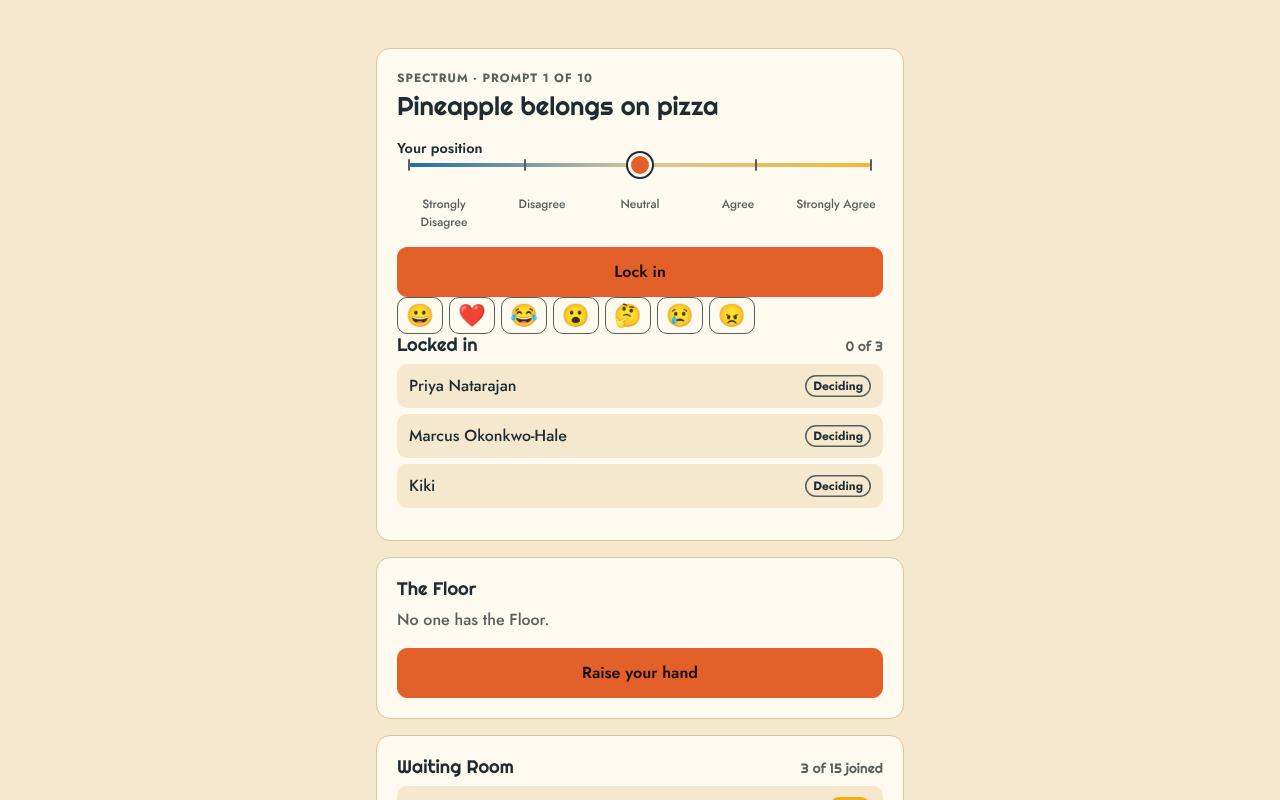 SPECTRUM · PROMPT 1 OF 10
Pineapple belongs on pizza
Your position
Strongly Disagree
Disagree
Neutral
Agree
Strongly Agree
Lock in
Locked in
0 of 3
Priya Natarajan
Deciding
Marcus Okonkwo-Hale
Deciding
Kiki
Deciding
The Floor
No one has the Floor.
Raise your hand
Waiting Room
3 of 15 joined